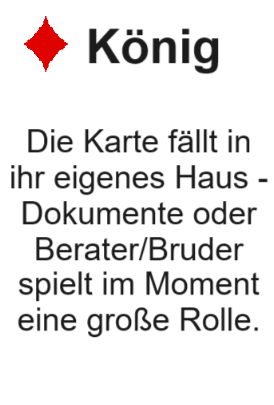 König
Die Karte fällt in
ihr eigenes Haus -
Dokumente oder
Berater/Bruder
spielt im Moment
eine große Rolle.